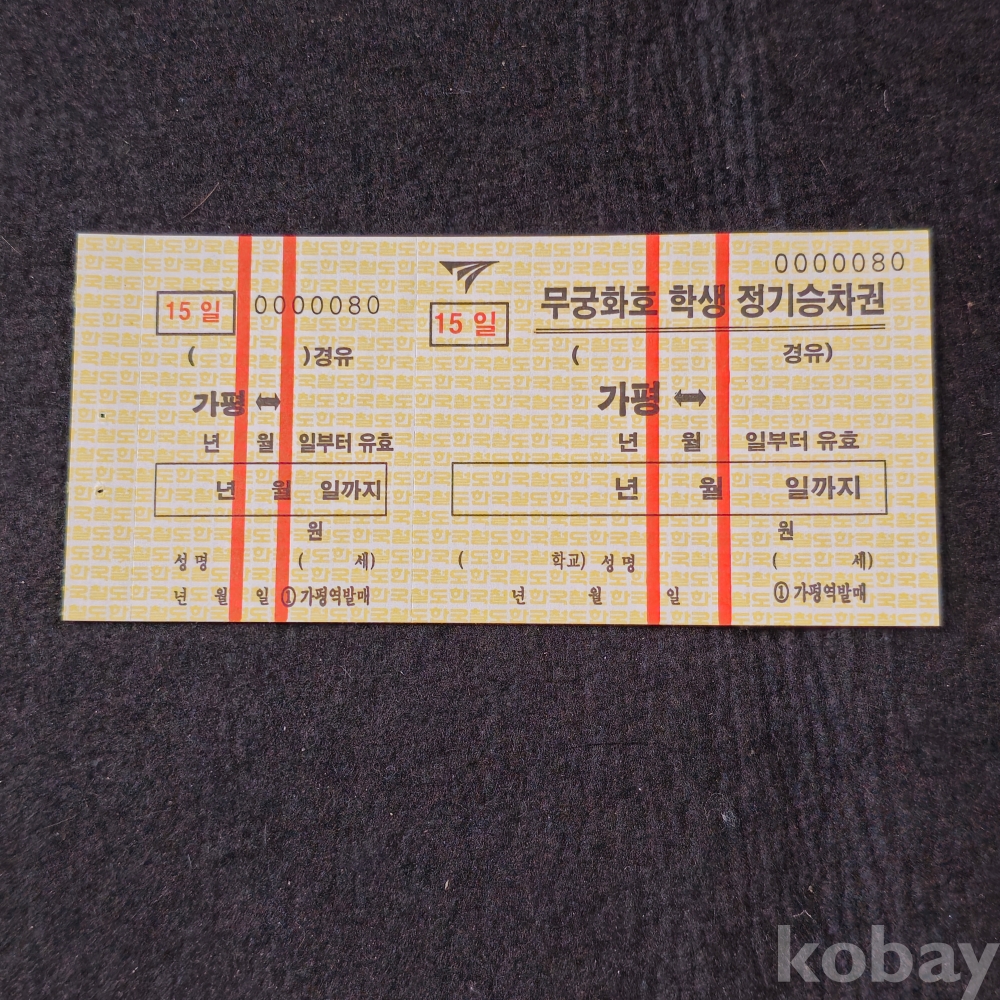 15 일 0000080
( )경유
가평 ↔
년 월 일부터 유효
년 월 일까지
원
성명 ( 세)
년 월 일 ①가평역발매
0000080
15 일 무궁화호 학생 정기승차권
( 경유)
가평 ↔
년 월 일부터 유효
년 월 일까지
원
( 학교) 성명 ( 세)
년 월 일 ①가평역발매
kobay